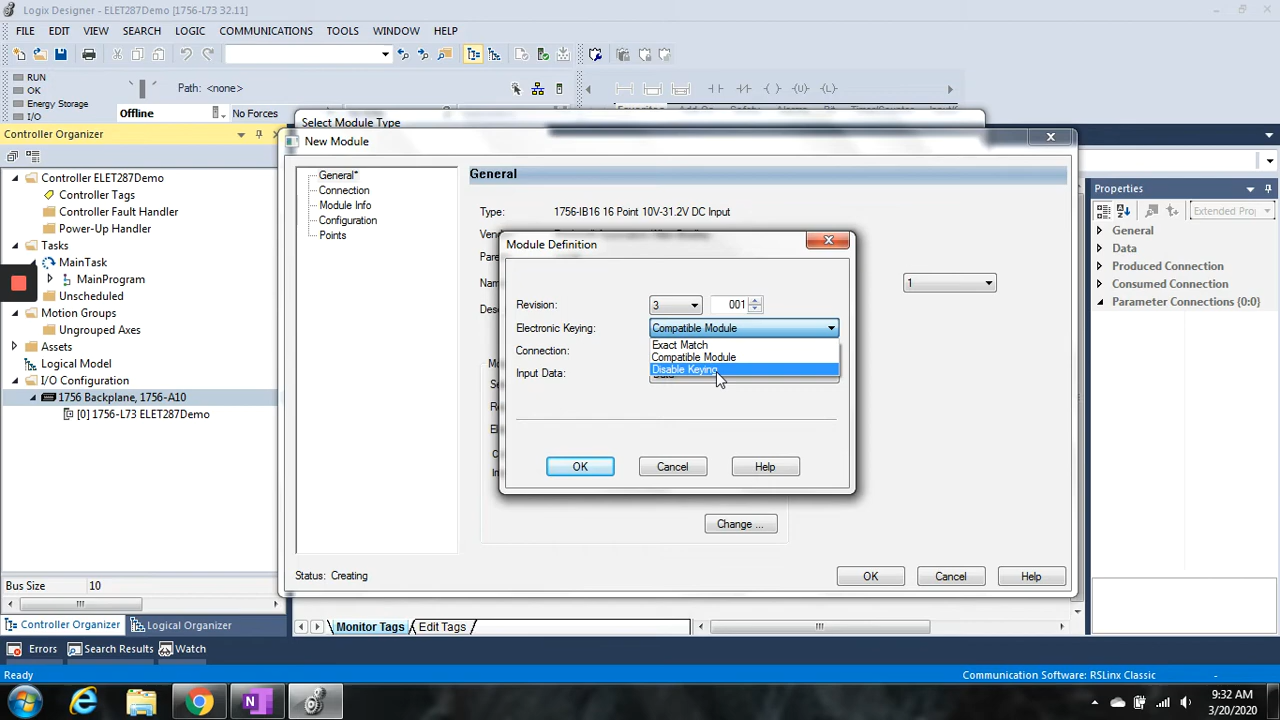 Logix Designer - ELET287Demo [1756-L73 32.11]
FILE EDIT VIEW SEARCH LOGIC COMMUNICATIONS TOOLS WINDOW HELP
RUN
OK
Energy Storage
I/O
Path: <none>
Offline
No Forces
Controller Organizer
Controller ELET287Demo
Controller Tags
Controller Fault Handler
Power-Up Handler
Tasks
MainTask
MainProgram
Unscheduled
Motion Groups
Ungrouped Axes
Assets
Logical Model
I/O Configuration
1756 Backplane, 1756-A10
[0] 1756-L73 ELET287Demo
Bus Size 10
Controller Organizer
Logical Organizer
Select Module Type
New Module
General*
Connection
Module Info
Configuration
Points
General
Type: 1756-IB16 16 Point 10V-31.2V DC Input
1
Module Definition
Revision: 3 001
Electronic Keying: Compatible Module
Exact Match
Compatible Module
Disable Keying
Connection:
Input Data:
OK Cancel Help
Change ...
Status: Creating
OK Cancel Help
Monitor Tags
Edit Tags
Properties
Extended Prop
General
Data
Produced Connection
Consumed Connection
Parameter Connections {0:0}
Errors
Search Results
Watch
Ready
Communication Software: RSLinx Classic
-
9:32 AM
3/20/2020